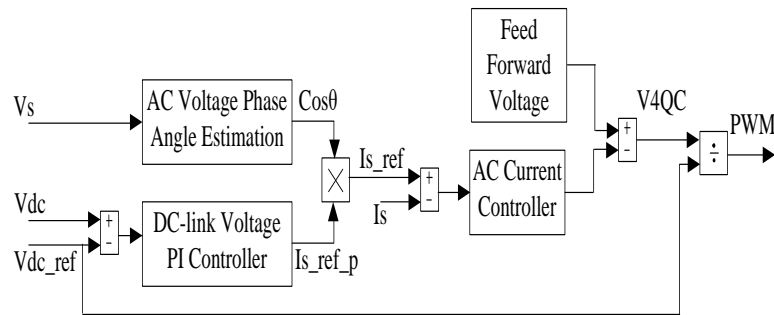 Feed
Forward
Voltage
Vs
AC Voltage Phase
Angle Estimation
Cosθ
V4QC
PWM
+
-
÷
Is_ref
×
+
-
Is
AC Current
Controller
Vdc
Vdc_ref
+
-
DC-link Voltage
PI Controller
Is_ref_p